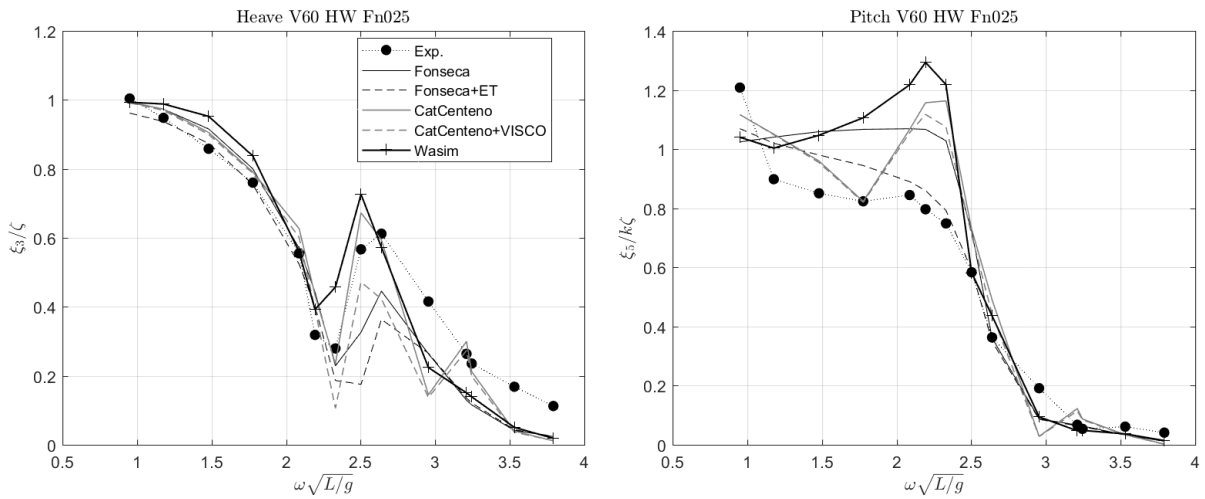 Heave V60 HW Fn025
1.2
1
0.8
0.6
0.4
0.2
0
ξ₃/ζ
Exp.
Fonseca
Fonseca+ET
CatCenteno
CatCenteno+VISCO
Wasim
0.5 1 1.5 2 2.5 3 3.5 4
ω√L/g
Pitch V60 HW Fn025
1.4
1.2
1
0.8
0.6
0.4
0.2
0
ξ₅/kζ
0.5 1 1.5 2 2.5 3 3.5 4
ω√L/g